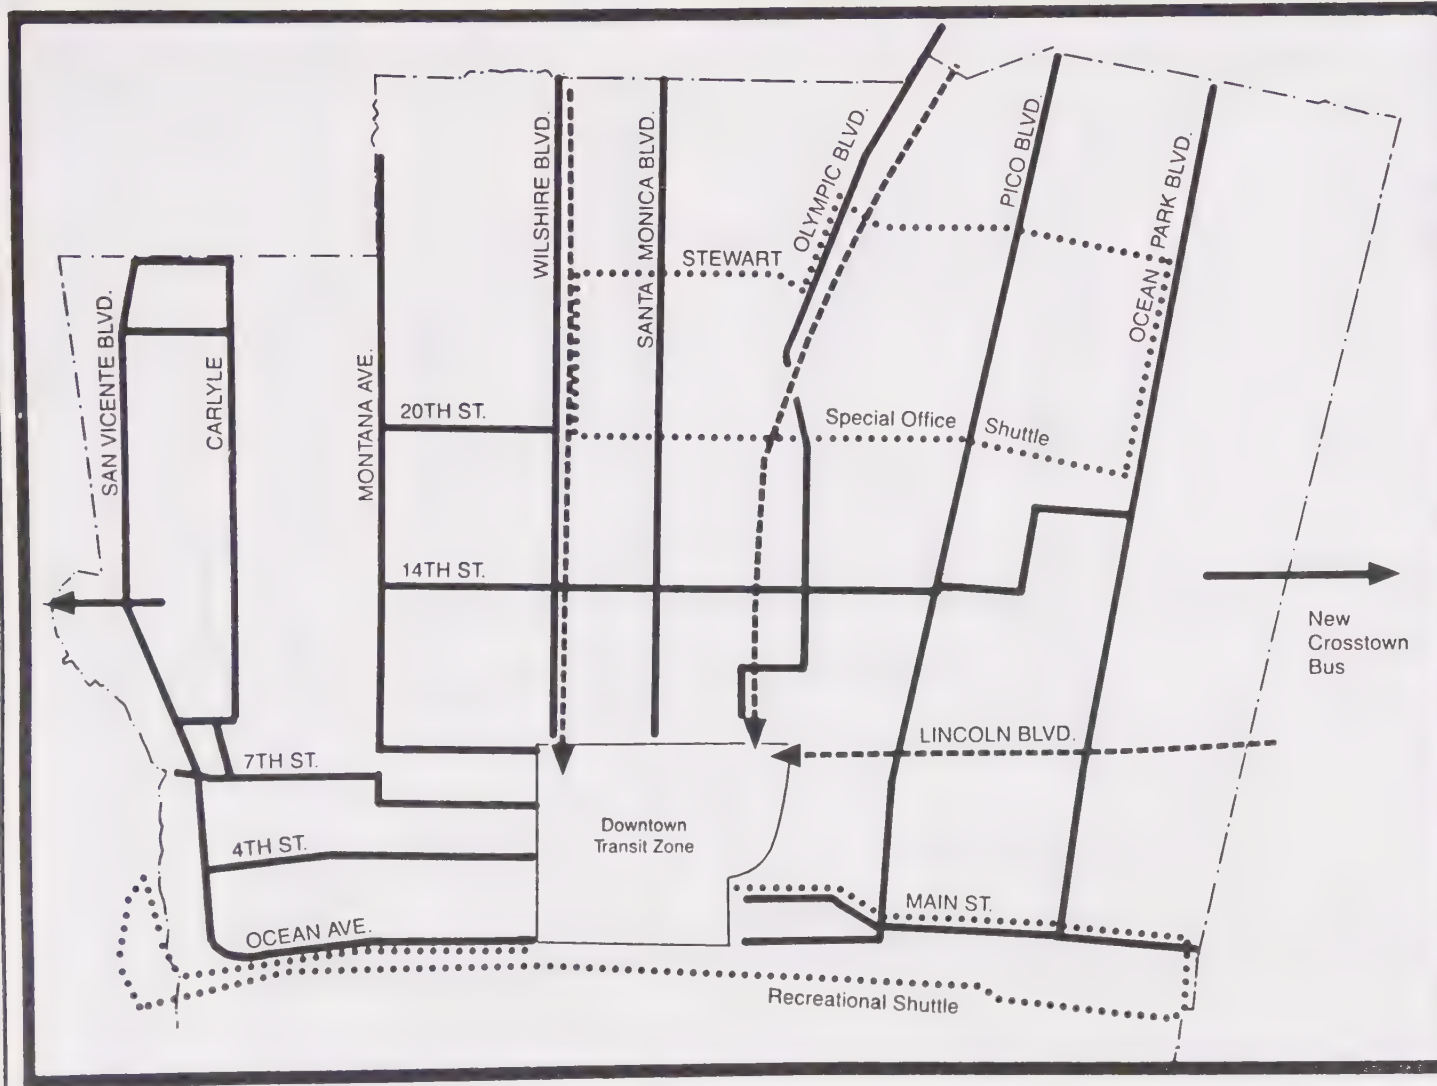 WILSHIRE BLVD.
SANTA MONICA BLVD.
OLYMPIC BLVD.
PICO BLVD.
OCEAN PARK BLVD.
STEWART
SAN VICENTE BLVD.
CARLYLE
MONTANA AVE.
20TH ST.
Special Office Shuttle
14TH ST.
New
Crosstown
Bus
LINCOLN BLVD.
7TH ST.
Downtown
Transit Zone
4TH ST.
MAIN ST.
OCEAN AVE.
Recreational Shuttle